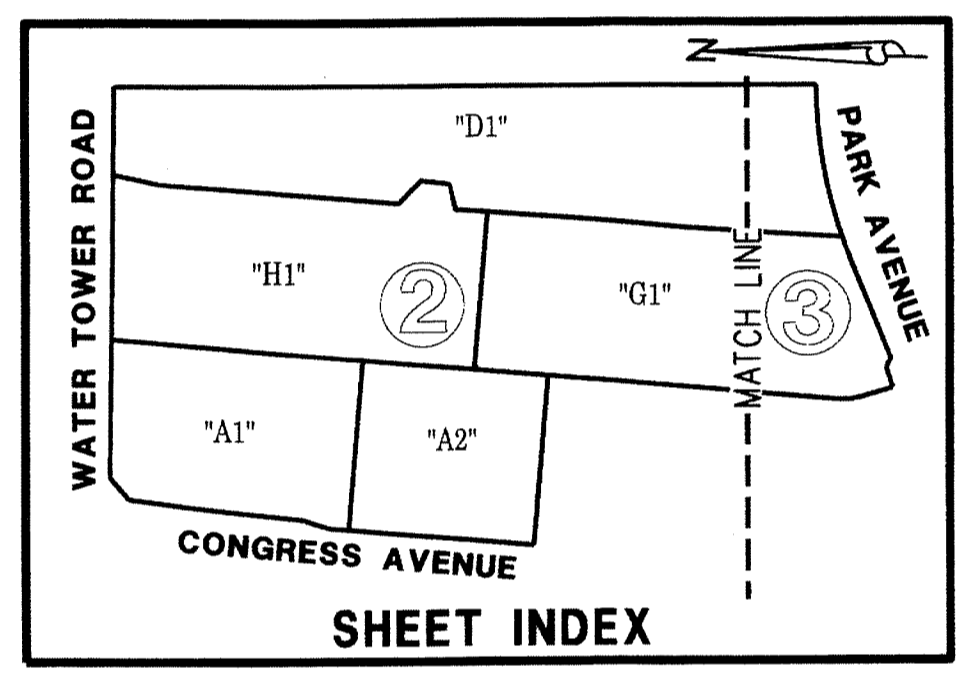 N
"D1"
WATER TOWER ROAD
PARK AVENUE
"H1"
2
"G1"
MATCH LINE
3
"A1"
"A2"
CONGRESS AVENUE
SHEET INDEX